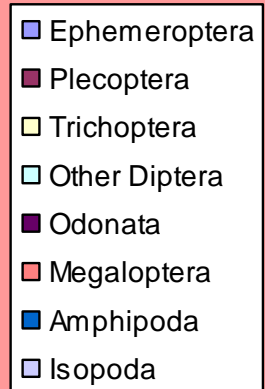 Ephemeroptera
Plecoptera
Trichoptera
Other Diptera
Odonata
Megaloptera
Amphipoda
Isopoda